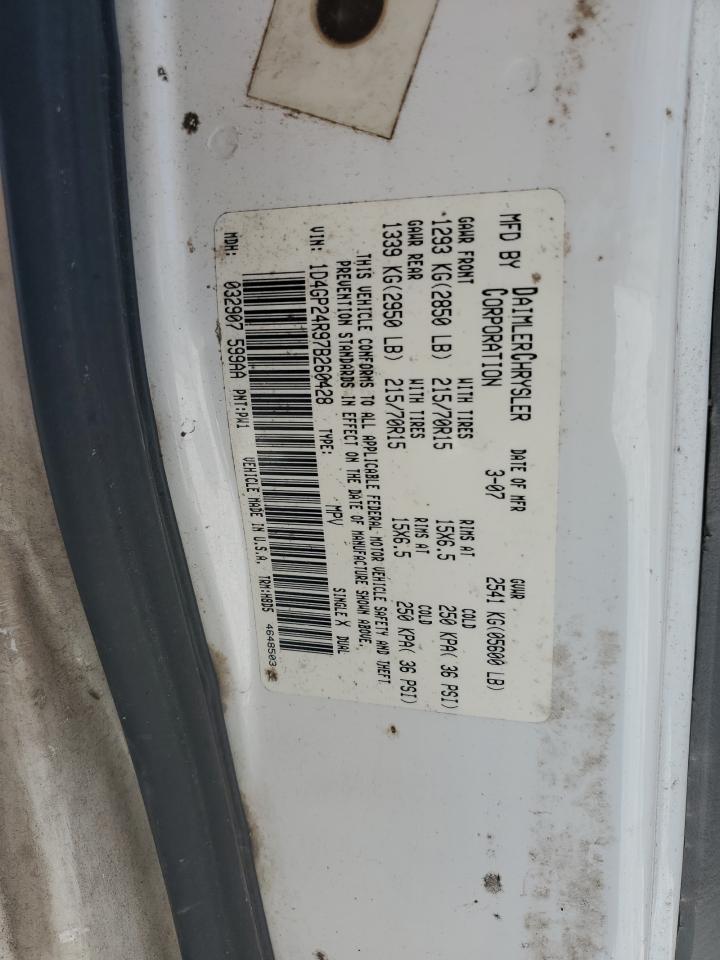 MFD BY DAIMLERCHRYSLER CORPORATION
DATE OF MFR 3-07
GVWR 2541 KG(05600 LB)
GAWR FRONT WITH TIRES RIMS AT COLD
1293 KG(2850 LB) 215/70R15 15X6.5 250 KPA( 36 PSI)
GAWR REAR WITH TIRES RIMS AT COLD
1339 KG(2950 LB) 215/70R15 15X6.5 250 KPA( 36 PSI)
THIS VEHICLE CONFORMS TO ALL APPLICABLE FEDERAL MOTOR VEHICLE SAFETY AND THEFT
PREVENTION STANDARDS IN EFFECT ON THE DATE OF MANUFACTURE SHOWN ABOVE.
VIN: 1D4GP24R97B260428 TYPE: MPV SINGLE X DUAL
MDH: 032907 599AA PNT:PW1 VEHICLE MADE IN U.S.A. TRM:H8D5 4648503